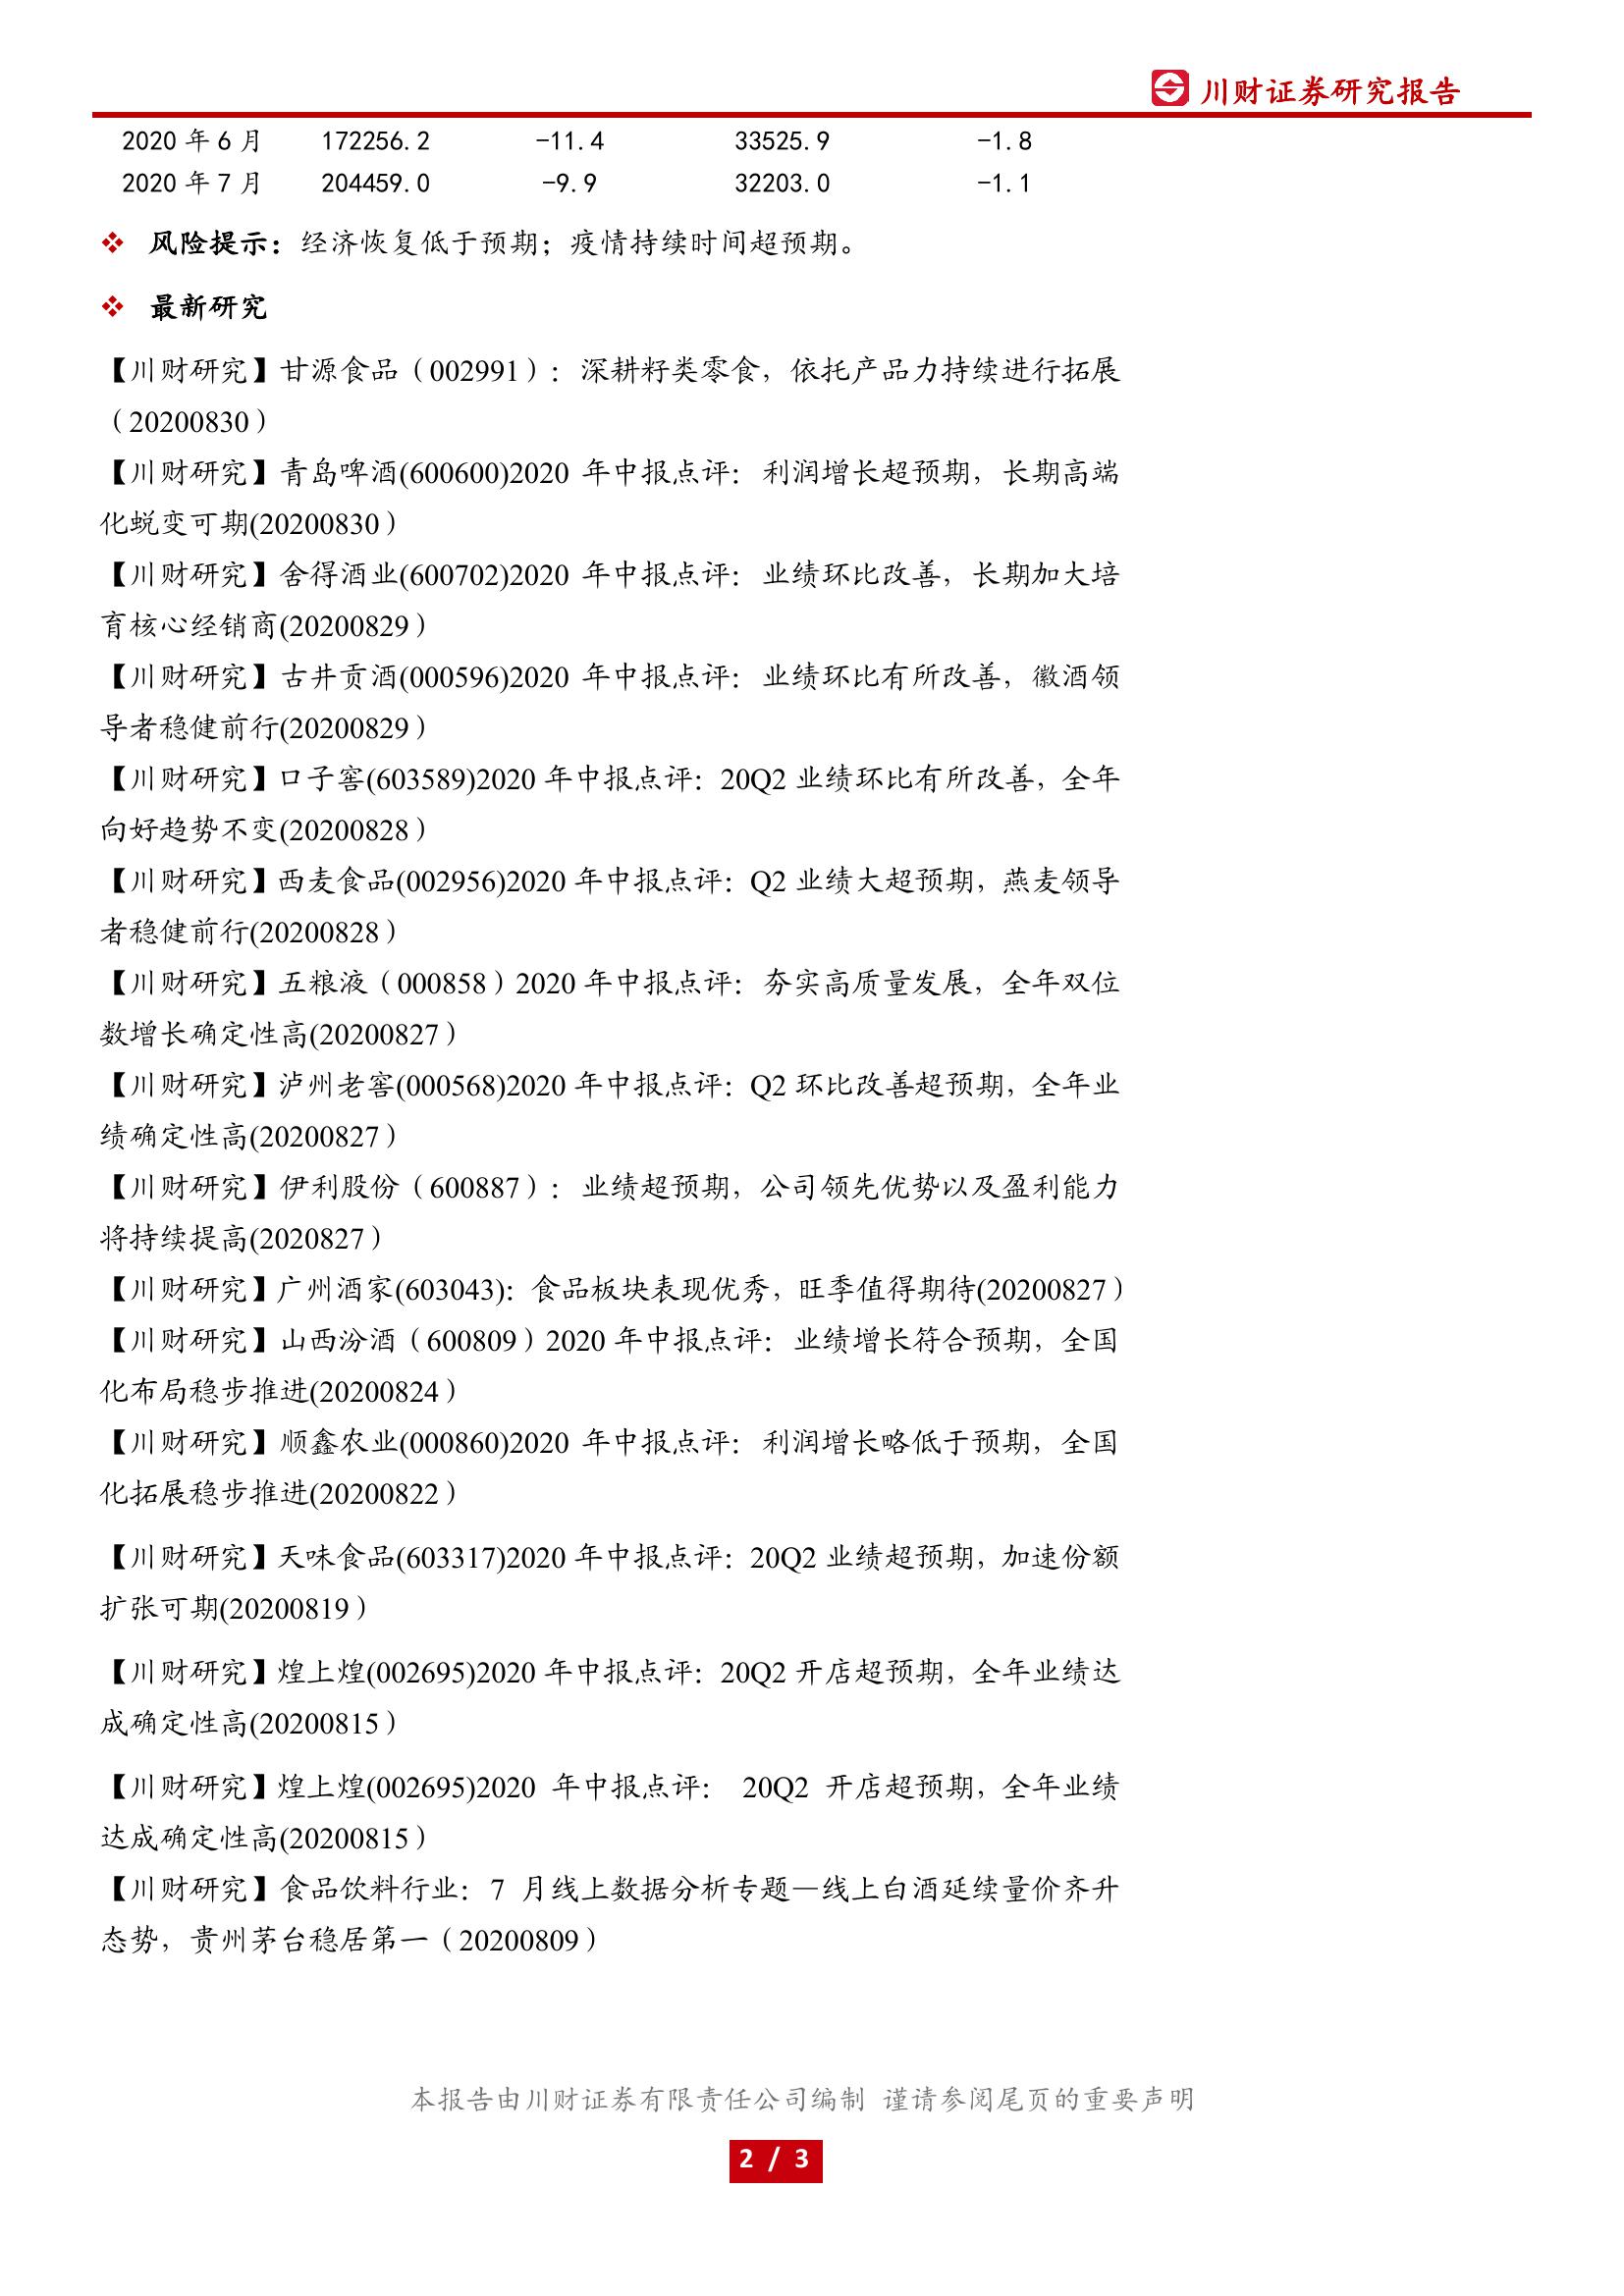 川财证券研究报告
2020 年 6 月 172256.2 -11.4 33525.9 -1.8
2020 年 7 月 204459.0 -9.9 32203.0 -1.1
❖ 风险提示：经济恢复低于预期；疫情持续时间超预期。
❖ 最新研究
【川财研究】甘源食品（002991）：深耕籽类零食，依托产品力持续进行拓展
（20200830）
【川财研究】青岛啤酒(600600)2020 年中报点评：利润增长超预期，长期高端
化蜕变可期(20200830）
【川财研究】舍得酒业(600702)2020 年中报点评：业绩环比改善，长期加大培
育核心经销商(20200829）
【川财研究】古井贡酒(000596)2020 年中报点评：业绩环比有所改善，徽酒领
导者稳健前行(20200829）
【川财研究】口子窖(603589)2020 年中报点评：20Q2 业绩环比有所改善，全年
向好趋势不变(20200828）
【川财研究】西麦食品(002956)2020 年中报点评：Q2 业绩大超预期，燕麦领导
者稳健前行(20200828）
【川财研究】五粮液（000858）2020 年中报点评：夯实高质量发展，全年双位
数增长确定性高(20200827）
【川财研究】泸州老窖(000568)2020 年中报点评：Q2 环比改善超预期，全年业
绩确定性高(20200827）
【川财研究】伊利股份（600887）：业绩超预期，公司领先优势以及盈利能力
将持续提高(2020827）
【川财研究】广州酒家(603043)：食品板块表现优秀，旺季值得期待(20200827）
【川财研究】山西汾酒（600809）2020 年中报点评：业绩增长符合预期，全国
化布局稳步推进(20200824）
【川财研究】顺鑫农业(000860)2020 年中报点评：利润增长略低于预期，全国
化拓展稳步推进(20200822）
【川财研究】天味食品(603317)2020 年中报点评：20Q2 业绩超预期，加速份额
扩张可期(20200819）
【川财研究】煌上煌(002695)2020 年中报点评：20Q2 开店超预期，全年业绩达
成确定性高(20200815）
【川财研究】煌上煌(002695)2020 年中报点评： 20Q2 开店超预期，全年业绩
达成确定性高(20200815）
【川财研究】食品饮料行业：7 月线上数据分析专题—线上白酒延续量价齐升
态势，贵州茅台稳居第一（20200809）
本报告由川财证券有限责任公司编制 谨请参阅尾页的重要声明
2 / 3